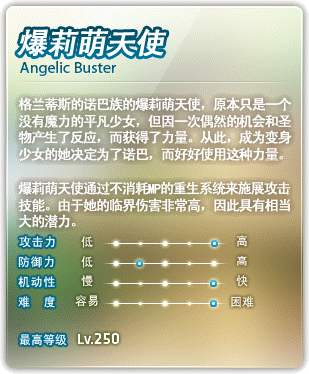 爆莉萌天使
Angelic Buster
格兰蒂斯的诺巴族的爆莉萌天使，原本只是一个
没有魔力的平凡少女，但因一次偶然的机会和圣
物产生了反应，而获得了力量。从此，成为变身
少女的她决定为了诺巴，而好好使用这种力量。
爆莉萌天使通过不消耗MP的重生系统来施展攻击
技能。由于她的临界伤害非常高，因此具有相当
大的潜力。
攻击力 低 高
防御力 低 高
机动性 慢 快
难 度 容易 困难
最高等级 Lv.250